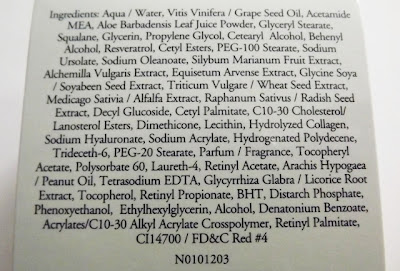 Ingredients: Aqua / Water, Vitis Vinifera / Grape Seed Oil, Acetamide
MEA, Aloe Barbadensis Leaf Juice Powder, Glyceryl Stearate,
Squalane, Glycerin, Propylene Glycol, Cetearyl Alcohol, Behenyl
Alcohol, Resveratrol, Cetyl Esters, PEG-100 Stearate, Sodium
Ursolate, Sodium Oleanoate, Silybum Marianum Fruit Extract,
Alchemilla Vulgaris Extract, Equisetum Arvense Extract, Glycine Soya
/ Soyabeen Seed Extract, Triticum Vulgare / Wheat Seed Extract,
Medicago Sativia / Alfalfa Extract, Raphanum Sativus / Radish Seed
Extract, Decyl Glucoside, Cetyl Palmitate, C10-30 Cholesterol/
Lanosterol Esters, Dimethicone, Lecithin, Hydrolyzed Collagen,
Sodium Hyaluronate, Sodium Acrylate, Hydrogenated Polydecene,
Trideceth-6, PEG-20 Stearate, Parfum / Fragrance, Tocopheryl
Acetate, Polysorbate 60, Laureth-4, Retinyl Acetate, Arachis Hypogaea
/ Peanut Oil, Tetrasodium EDTA, Glycyrrhiza Glabra / Licorice Root
Extract, Tocopherol, Retinyl Propionate, BHT, Distarch Phosphate,
Phenoxyethanol, Ethylhexylglycerin, Alcohol, Denatonium Benzoate,
Acrylates/C10-30 Alkyl Acrylate Crosspolymer, Retinyl Palmitate,
CI14700 / FD&C Red #4
N0101203